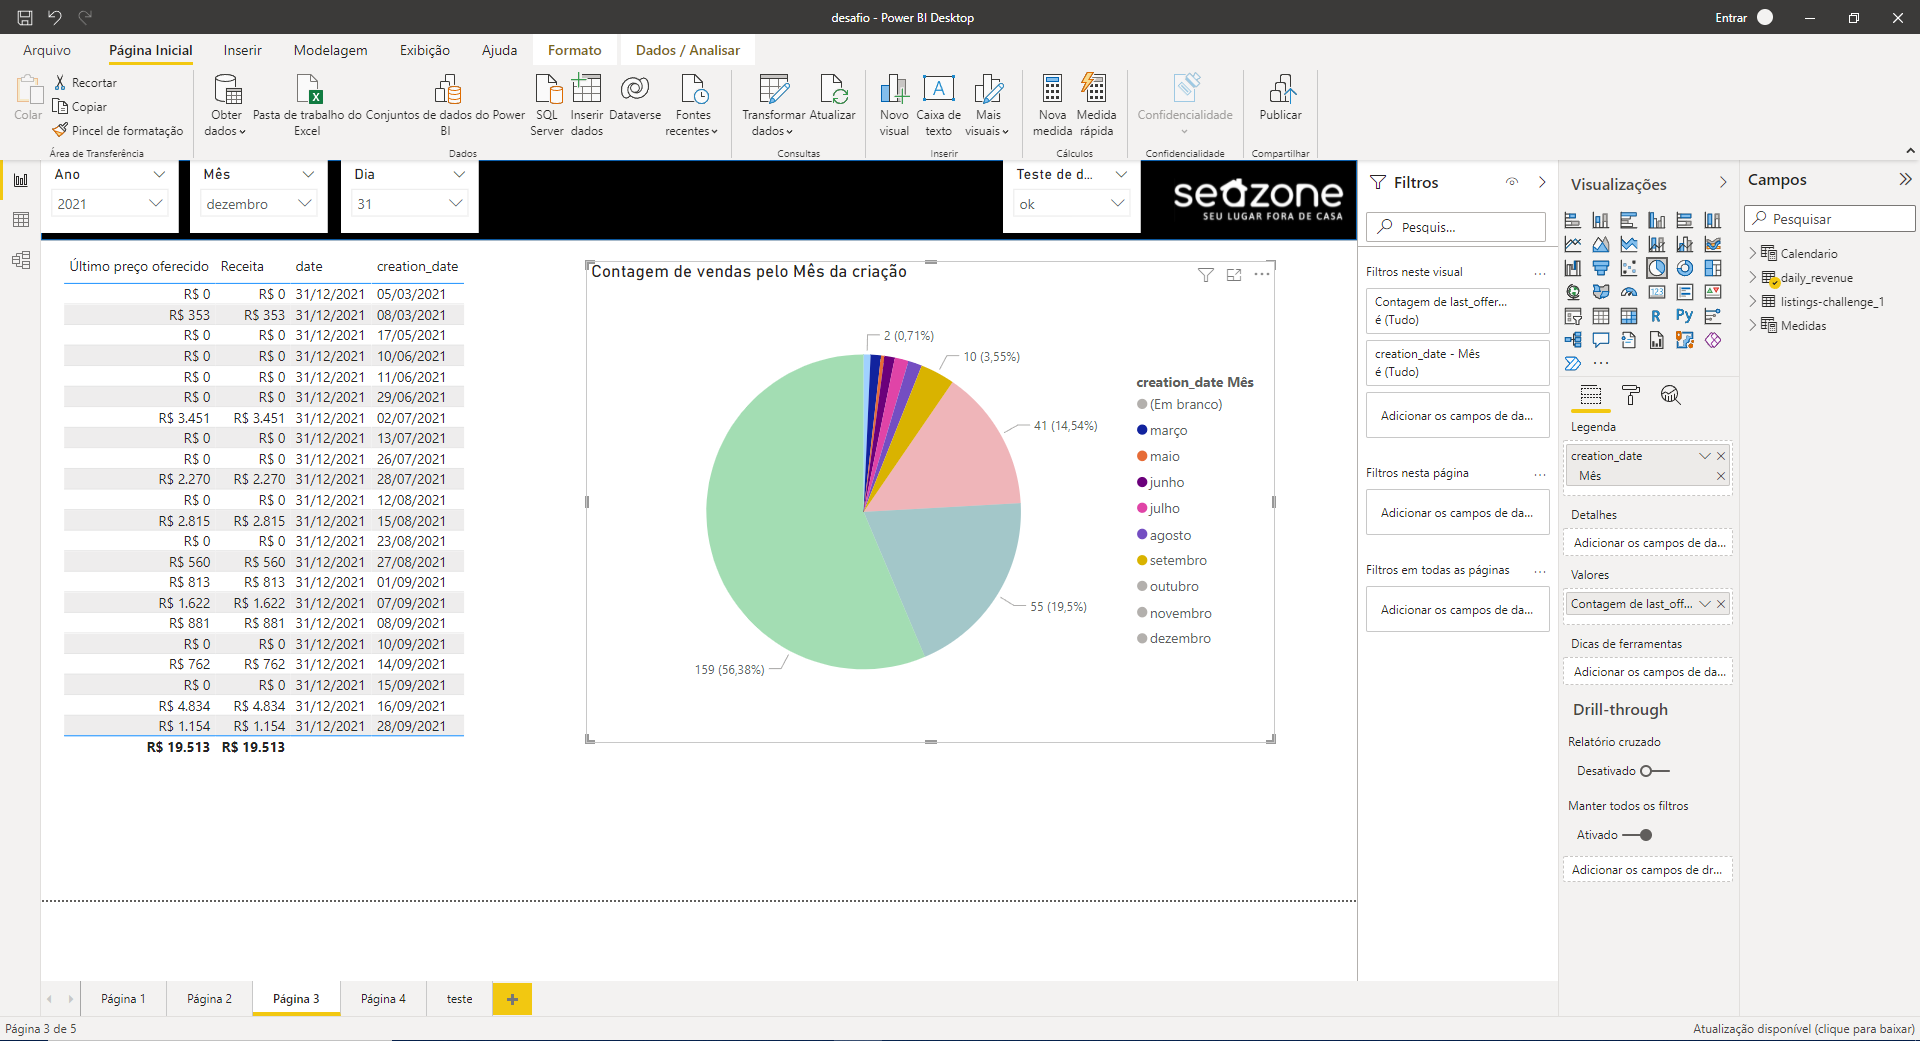 desafio - Power BI Desktop
Entrar
Arquivo
Página Inicial
Inserir
Modelagem
Exibição
Ajuda
Formato
Dados / Analisar
Colar
Recortar
Copiar
Pincel de formatação
Área de Transferência
Obter dados
Pasta de trabalho do Excel
Conjuntos de dados do Power BI
SQL Server
Inserir dados
Dataverse
Fontes recentes
Dados
Transformar dados
Atualizar
Consultas
Novo visual
Caixa de texto
Mais visuais
Inserir
Nova medida
Medida rápida
Cálculos
Confidencialidade
Confidencialidade
Publicar
Compartilhar
Ano
2021
Mês
dezembro
Dia
31
Teste de d...
ok
seazone
SEU LUGAR FORA DE CASA
Último preço oferecido Receita date creation_date
R$ 0 R$ 0 31/12/2021 05/03/2021
R$ 353 R$ 353 31/12/2021 08/03/2021
R$ 0 R$ 0 31/12/2021 17/05/2021
R$ 0 R$ 0 31/12/2021 10/06/2021
R$ 0 R$ 0 31/12/2021 11/06/2021
R$ 0 R$ 0 31/12/2021 29/06/2021
R$ 3.451 R$ 3.451 31/12/2021 02/07/2021
R$ 0 R$ 0 31/12/2021 13/07/2021
R$ 0 R$ 0 31/12/2021 26/07/2021
R$ 2.270 R$ 2.270 31/12/2021 28/07/2021
R$ 0 R$ 0 31/12/2021 12/08/2021
R$ 2.815 R$ 2.815 31/12/2021 15/08/2021
R$ 0 R$ 0 31/12/2021 23/08/2021
R$ 560 R$ 560 31/12/2021 27/08/2021
R$ 813 R$ 813 31/12/2021 01/09/2021
R$ 1.622 R$ 1.622 31/12/2021 07/09/2021
R$ 881 R$ 881 31/12/2021 08/09/2021
R$ 0 R$ 0 31/12/2021 10/09/2021
R$ 762 R$ 762 31/12/2021 14/09/2021
R$ 0 R$ 0 31/12/2021 15/09/2021
R$ 4.834 R$ 4.834 31/12/2021 16/09/2021
R$ 1.154 R$ 1.154 31/12/2021 28/09/2021
R$ 19.513 R$ 19.513
Contagem de vendas pelo Mês da criação
2 (0,71%)
10 (3,55%)
41 (14,54%)
55 (19,5%)
159 (56,38%)
creation_date Mês
(Em branco)
março
maio
junho
julho
agosto
setembro
outubro
novembro
dezembro
Filtros
Pesquis...
Filtros neste visual ...
Contagem de last_offer...
é (Tudo)
creation_date - Mês
é (Tudo)
Adicionar os campos de da...
Filtros nesta página ...
Adicionar os campos de da...
Filtros em todas as páginas ...
Adicionar os campos de da...
Visualizações
R
Py
123
...
Legenda
creation_date
Mês
Detalhes
Adicionar os campos de da...
Valores
Contagem de last_off...
Dicas de ferramentas
Adicionar os campos de da...
Drill-through
Relatório cruzado
Desativado
Manter todos os filtros
Ativado
Adicionar os campos de dr...
Campos
Pesquisar
Calendario
daily_revenue
listings-challenge_1
Medidas
Página 1
Página 2
Página 3
Página 4
teste
Página 3 de 5
Atualização disponível (clique para baixar)